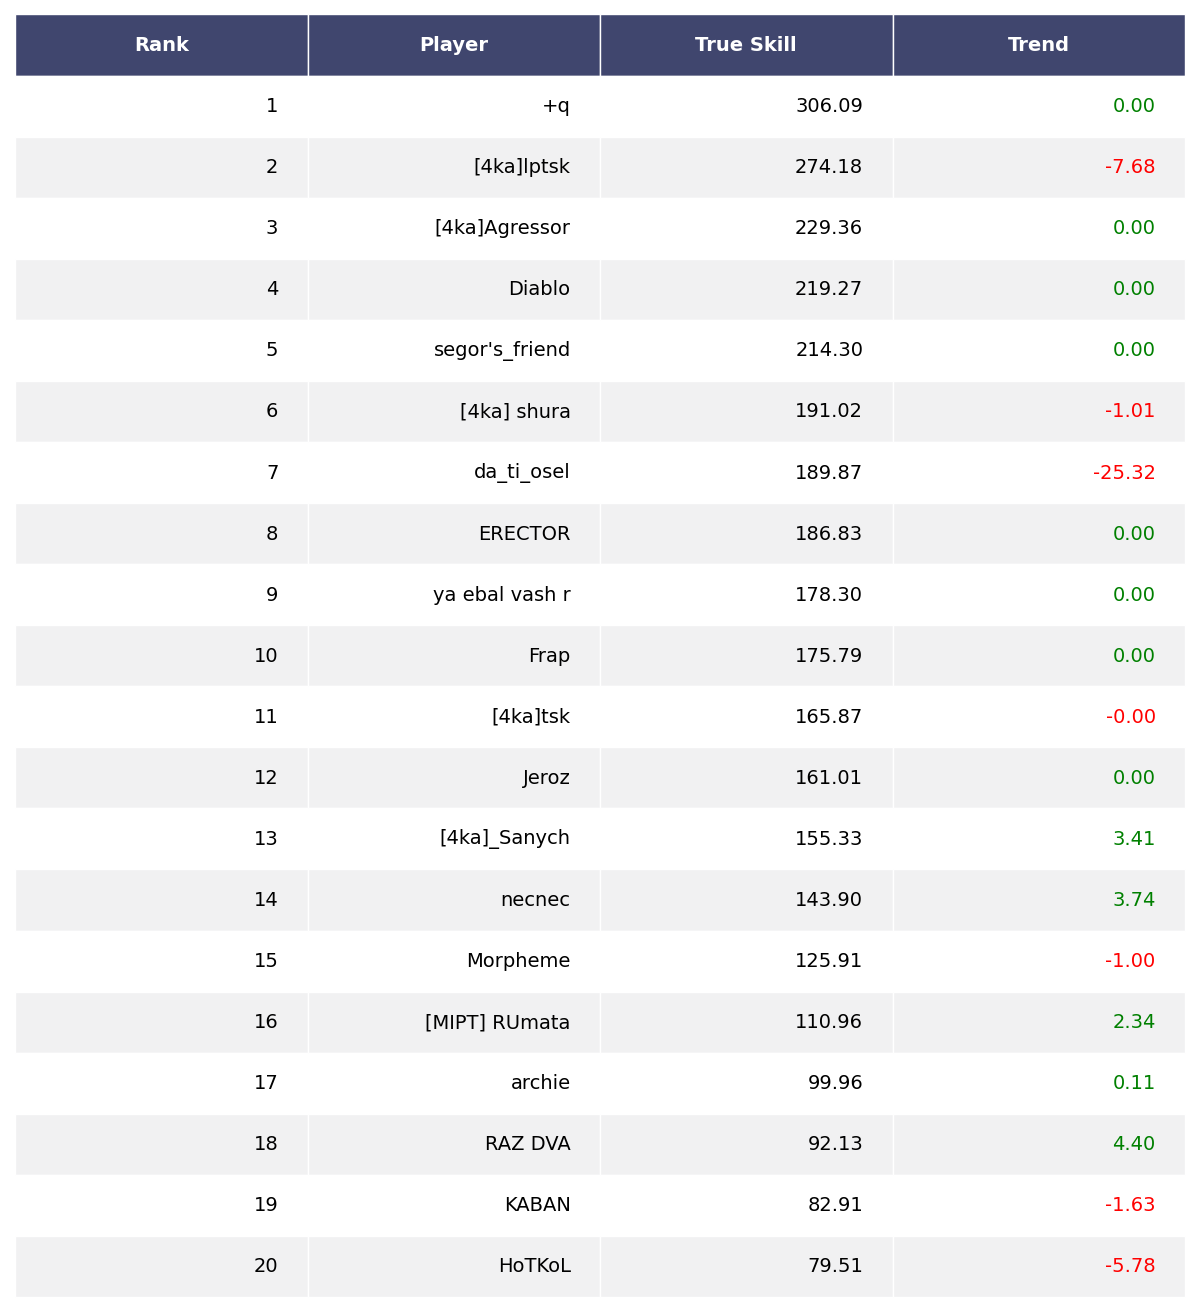 Rank Player True Skill Trend
1 +q 306.09 0.00
2 [4ka]lptsk 274.18 -7.68
3 [4ka]Agressor 229.36 0.00
4 Diablo 219.27 0.00
5 segor's_friend 214.30 0.00
6 [4ka] shura 191.02 -1.01
7 da_ti_osel 189.87 -25.32
8 ERECTOR 186.83 0.00
9 ya ebal vash r 178.30 0.00
10 Frap 175.79 0.00
11 [4ka]tsk 165.87 -0.00
12 Jeroz 161.01 0.00
13 [4ka]_Sanych 155.33 3.41
14 necnec 143.90 3.74
15 Morpheme 125.91 -1.00
16 [MIPT] RUmata 110.96 2.34
17 archie 99.96 0.11
18 RAZ DVA 92.13 4.40
19 KABAN 82.91 -1.63
20 HoTKoL 79.51 -5.78